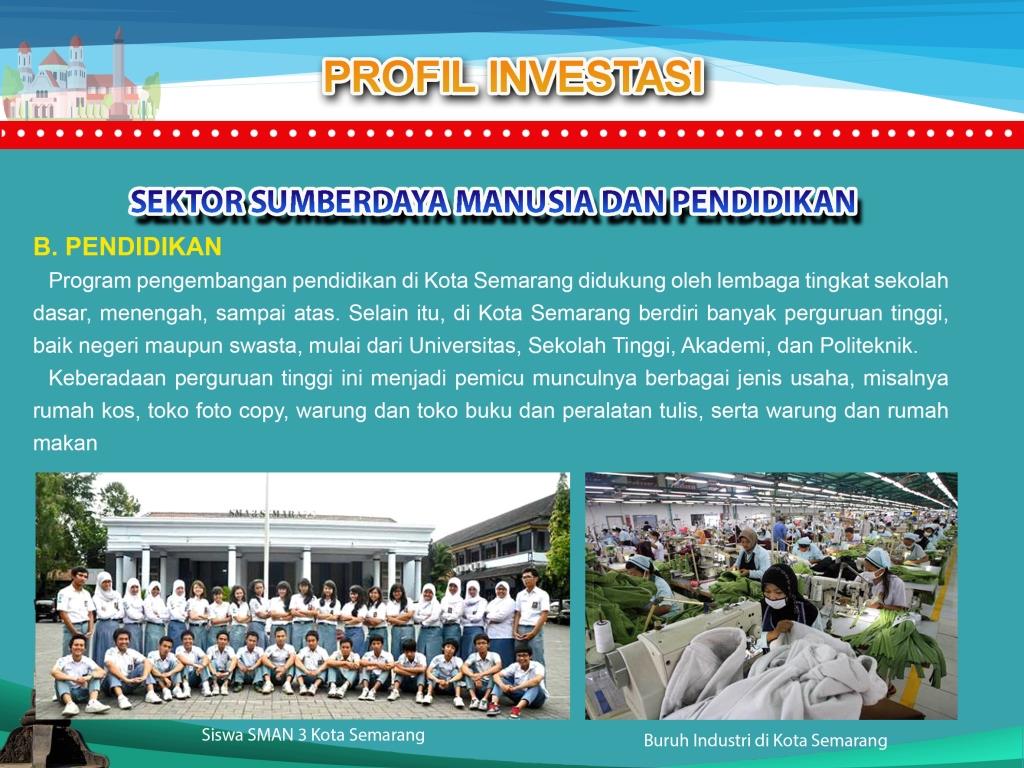 PROFIL INVESTASI
SEKTOR SUMBERDAYA MANUSIA DAN PENDIDIKAN
B. PENDIDIKAN
Program pengembangan pendidikan di Kota Semarang didukung oleh lembaga tingkat sekolah
dasar, menengah, sampai atas. Selain itu, di Kota Semarang berdiri banyak perguruan tinggi,
baik negeri maupun swasta, mulai dari Universitas, Sekolah Tinggi, Akademi, dan Politeknik.
Keberadaan perguruan tinggi ini menjadi pemicu munculnya berbagai jenis usaha, misalnya
rumah kos, toko foto copy, warung dan toko buku dan peralatan tulis, serta warung dan rumah
makan
SMA 3 SEMARANG
Siswa SMAN 3 Kota Semarang
Buruh Industri di Kota Semarang